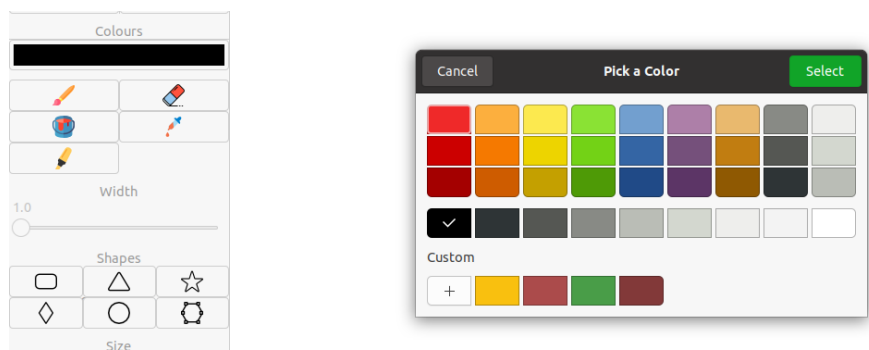 Colours
Width
1.0
Shapes
Size
Cancel
Pick a Color
Select
Custom